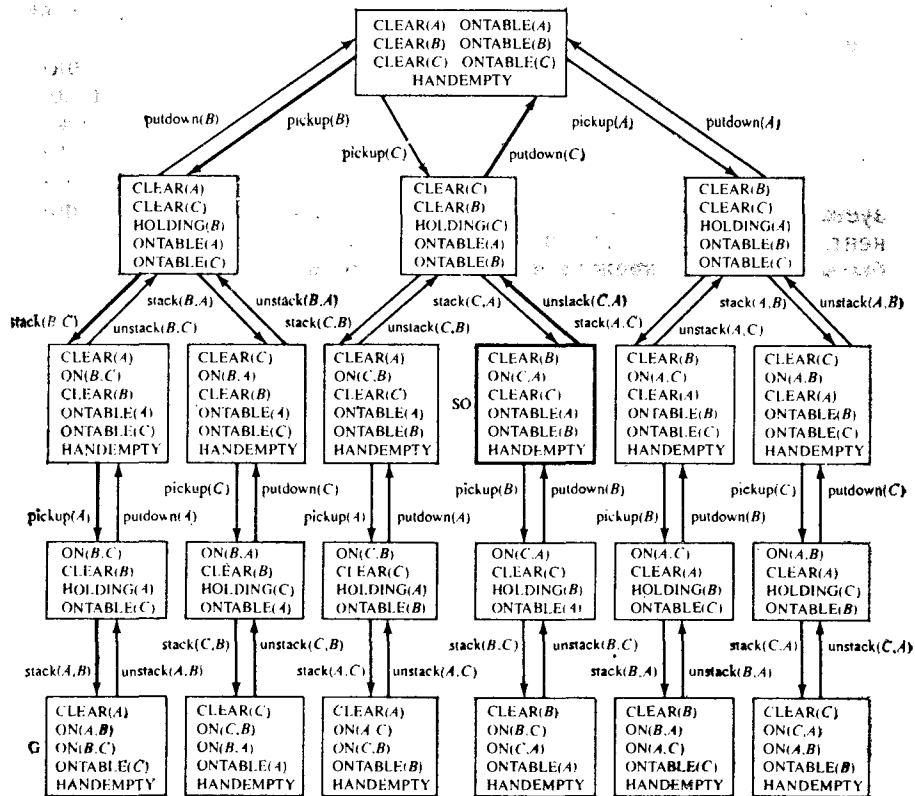 CLEAR(A) ONTABLE(A)
CLEAR(B) ONTABLE(B)
CLEAR(C) ONTABLE(C)
HANDEMPTY
putdown(B)
pickup(B)
pickup(C)
putdown(C)
pickup(A)
putdown(A)
CLEAR(A)
CLEAR(C)
HOLDING(B)
ONTABLE(A)
ONTABLE(C)
CLEAR(C)
CLEAR(B)
HOLDING(C)
ONTABLE(A)
ONTABLE(B)
CLEAR(B)
CLEAR(C)
HOLDING(A)
ONTABLE(B)
ONTABLE(C)
stack(B,C)
unstack(B,C)
stack(B,A)
unstack(B,A)
stack(C,B)
unstack(C,B)
stack(C,A)
unstack(C,A)
stack(A,C)
unstack(A,C)
stack(A,B)
unstack(A,B)
CLEAR(A)
ON(B,C)
CLEAR(B)
ONTABLE(A)
ONTABLE(C)
HANDEMPTY
CLEAR(C)
ON(B,A)
CLEAR(B)
ONTABLE(A)
ONTABLE(C)
HANDEMPTY
CLEAR(A)
ON(C,B)
CLEAR(C)
ONTABLE(A)
ONTABLE(B)
HANDEMPTY
SO
CLEAR(B)
ON(C,A)
CLEAR(C)
ONTABLE(A)
ONTABLE(B)
HANDEMPTY
CLEAR(B)
ON(A,C)
CLEAR(A)
ONTABLE(B)
ONTABLE(C)
HANDEMPTY
CLEAR(C)
ON(A,B)
CLEAR(A)
ONTABLE(B)
ONTABLE(C)
HANDEMPTY
pickup(A)
putdown(A)
pickup(C)
putdown(C)
pickup(A)
putdown(A)
pickup(B)
putdown(B)
pickup(B)
putdown(B)
pickup(C)
putdown(C)
ON(B,C)
CLEAR(B)
HOLDING(A)
ONTABLE(C)
ON(B,A)
CLEAR(B)
HOLDING(C)
ONTABLE(A)
ON(C,B)
CLEAR(C)
HOLDING(A)
ONTABLE(B)
ON(C,A)
CLEAR(C)
HOLDING(B)
ONTABLE(A)
ON(A,C)
CLEAR(A)
HOLDING(B)
ONTABLE(C)
ON(A,B)
CLEAR(A)
HOLDING(C)
ONTABLE(B)
stack(A,B)
unstack(A,B)
stack(C,B)
unstack(C,B)
stack(A,C)
unstack(A,C)
stack(B,C)
unstack(B,C)
stack(B,A)
unstack(B,A)
stack(C,A)
unstack(C,A)
G
CLEAR(A)
ON(A,B)
ON(B,C)
ONTABLE(C)
HANDEMPTY
CLEAR(C)
ON(C,B)
ON(B,A)
ONTABLE(A)
HANDEMPTY
CLEAR(A)
ON(A,C)
ON(C,B)
ONTABLE(B)
HANDEMPTY
CLEAR(B)
ON(B,C)
ON(C,A)
ONTABLE(A)
HANDEMPTY
CLEAR(B)
ON(B,A)
ON(A,C)
ONTABLE(C)
HANDEMPTY
CLEAR(C)
ON(C,A)
ON(A,B)
ONTABLE(B)
HANDEMPTY